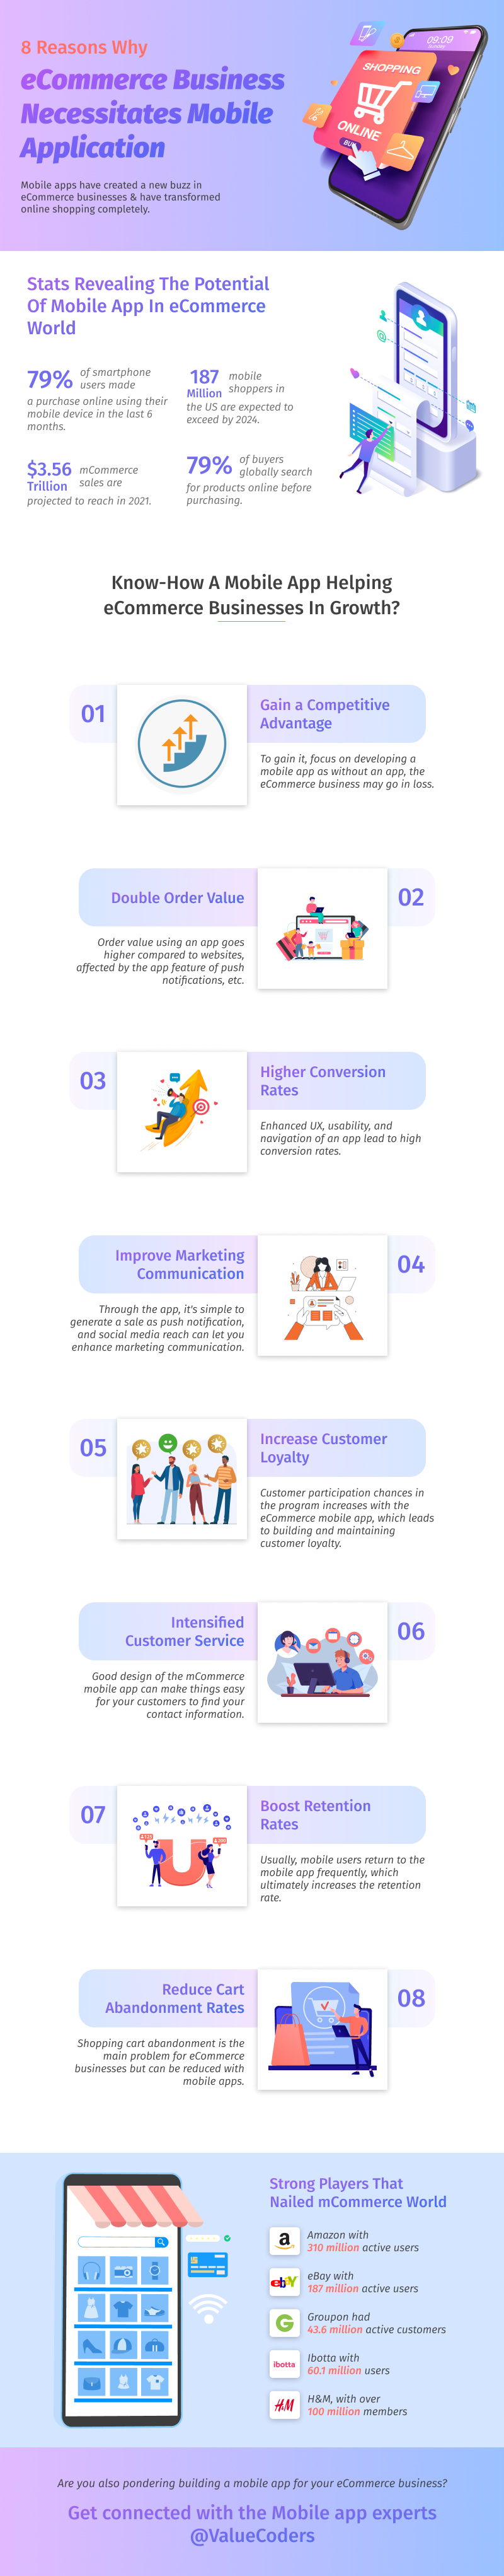 8 Reasons Why
eCommerce Business
Necessitates Mobile
Application
Mobile apps have created a new buzz in
eCommerce businesses & have transformed
online shopping completely.
09:09
SHOPPING
ONLINE
BUY
Stats Revealing The Potential
Of Mobile App In eCommerce
World
79% of smartphone
users made
a purchase online using their
mobile device in the last 6
months.
187
Million
mobile
shoppers in
the US are expected to
exceed by 2024.
$3.56
Trillion
mCommerce
sales are
projected to reach in 2021.
79% of buyers
globally search
for products online before
purchasing.
Know-How A Mobile App Helping
eCommerce Businesses In Growth?
01
Gain a Competitive
Advantage
To gain it, focus on developing a
mobile app as without an app, the
eCommerce business may go in loss.
Double Order Value
02
Order value using an app goes
higher compared to websites,
affected by the app feature of push
notifications, etc.
03
Higher Conversion
Rates
Enhanced UX, usability, and
navigation of an app lead to high
conversion rates.
Improve Marketing
Communication
04
Through the app, it's simple to
generate a sale as push notification,
and social media reach can let you
enhance marketing communication.
05
Increase Customer
Loyalty
Customer participation chances in
the program increases with the
eCommerce mobile app, which leads
to building and maintaining
customer loyalty.
Intensified
Customer Service
06
Good design of the mCommerce
mobile app can make things easy
for your customers to find your
contact information.
07
Boost Retention
Rates
Usually, mobile users return to the
mobile app frequently, which
ultimately increases the retention
rate.
Reduce Cart
Abandonment Rates
08
Shopping cart abandonment is the
main problem for eCommerce
businesses but can be reduced with
mobile apps.
Strong Players That
Nailed mCommerce World
a
Amazon with
310 million active users
ebay
eBay with
187 million active users
G
Groupon had
43.6 million active customers
ibotta
Ibotta with
60.1 million users
H&M
H&M, with over
100 million members
Are you also pondering building a mobile app for your eCommerce business?
Get connected with the Mobile app experts
@ValueCoders